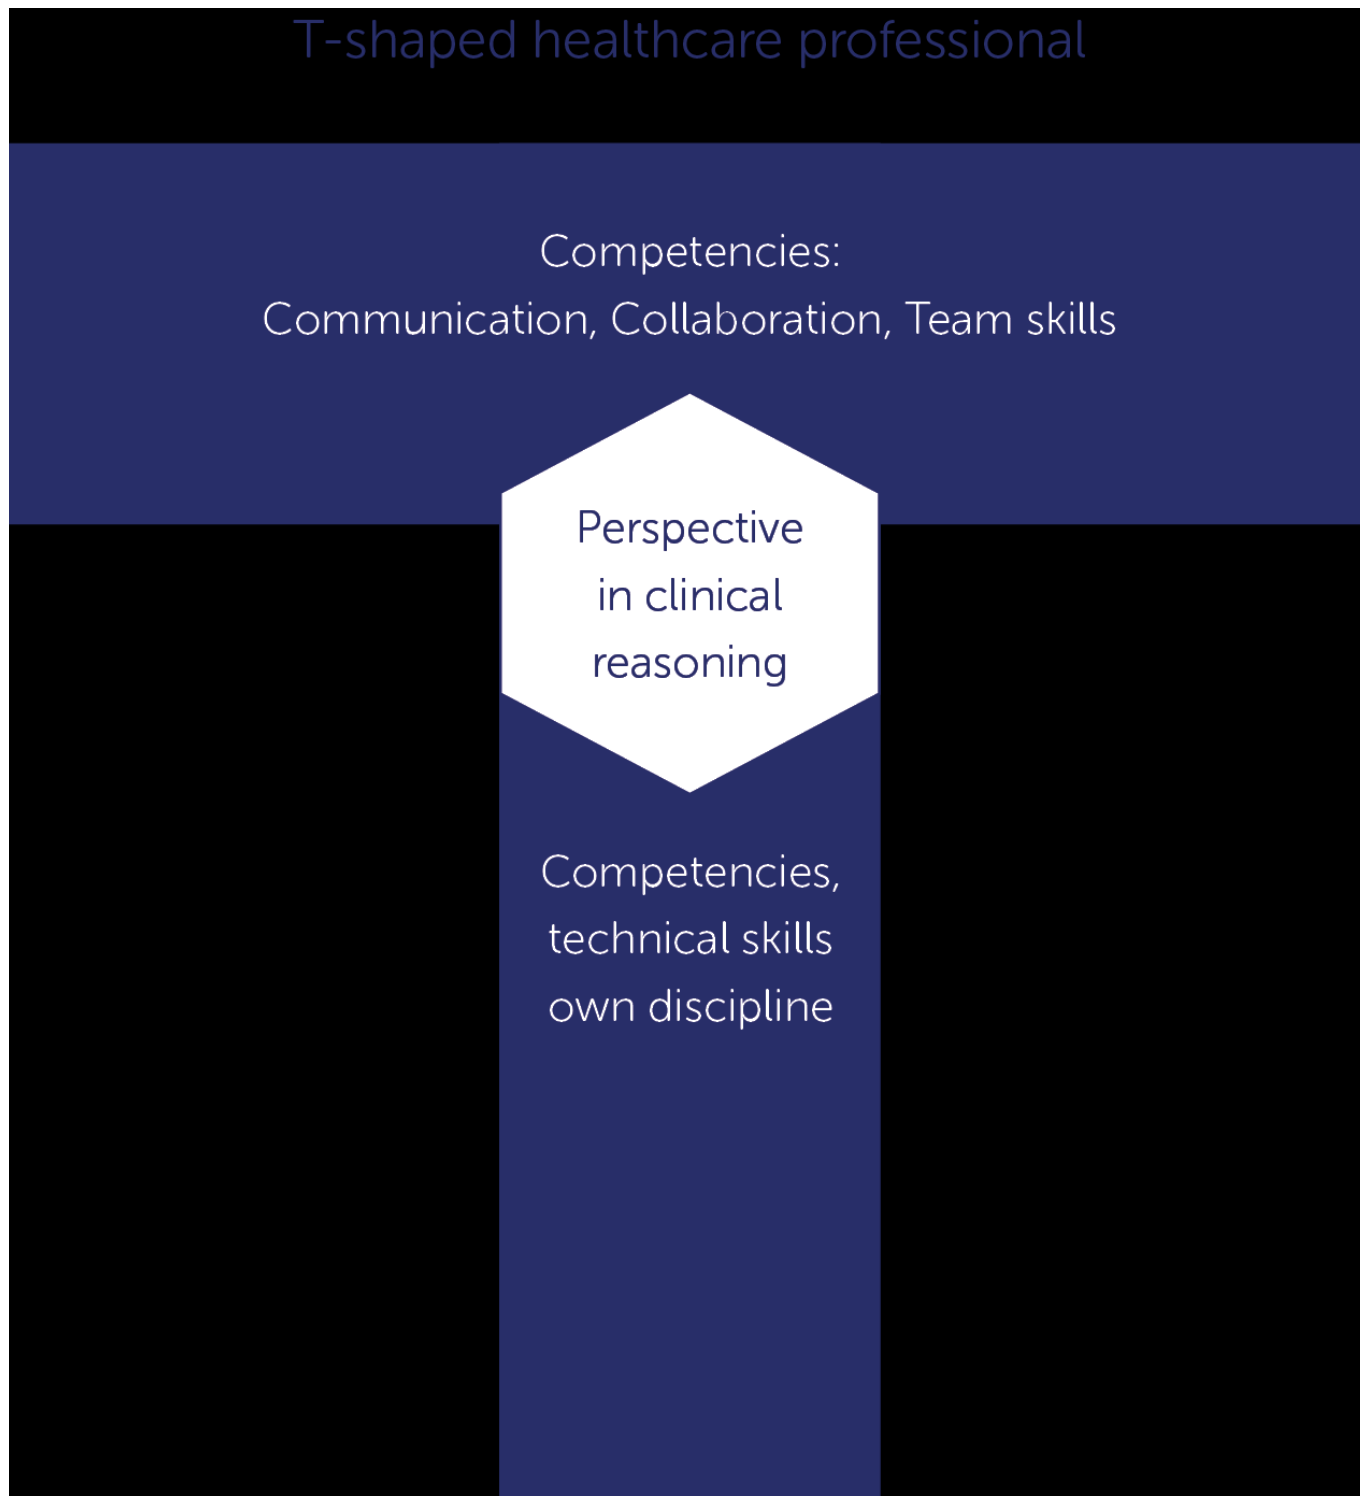 T-shaped healthcare professional
Competencies:
Communication, Collaboration, Team skills
Perspective
in clinical
reasoning
Competencies,
technical skills
own discipline